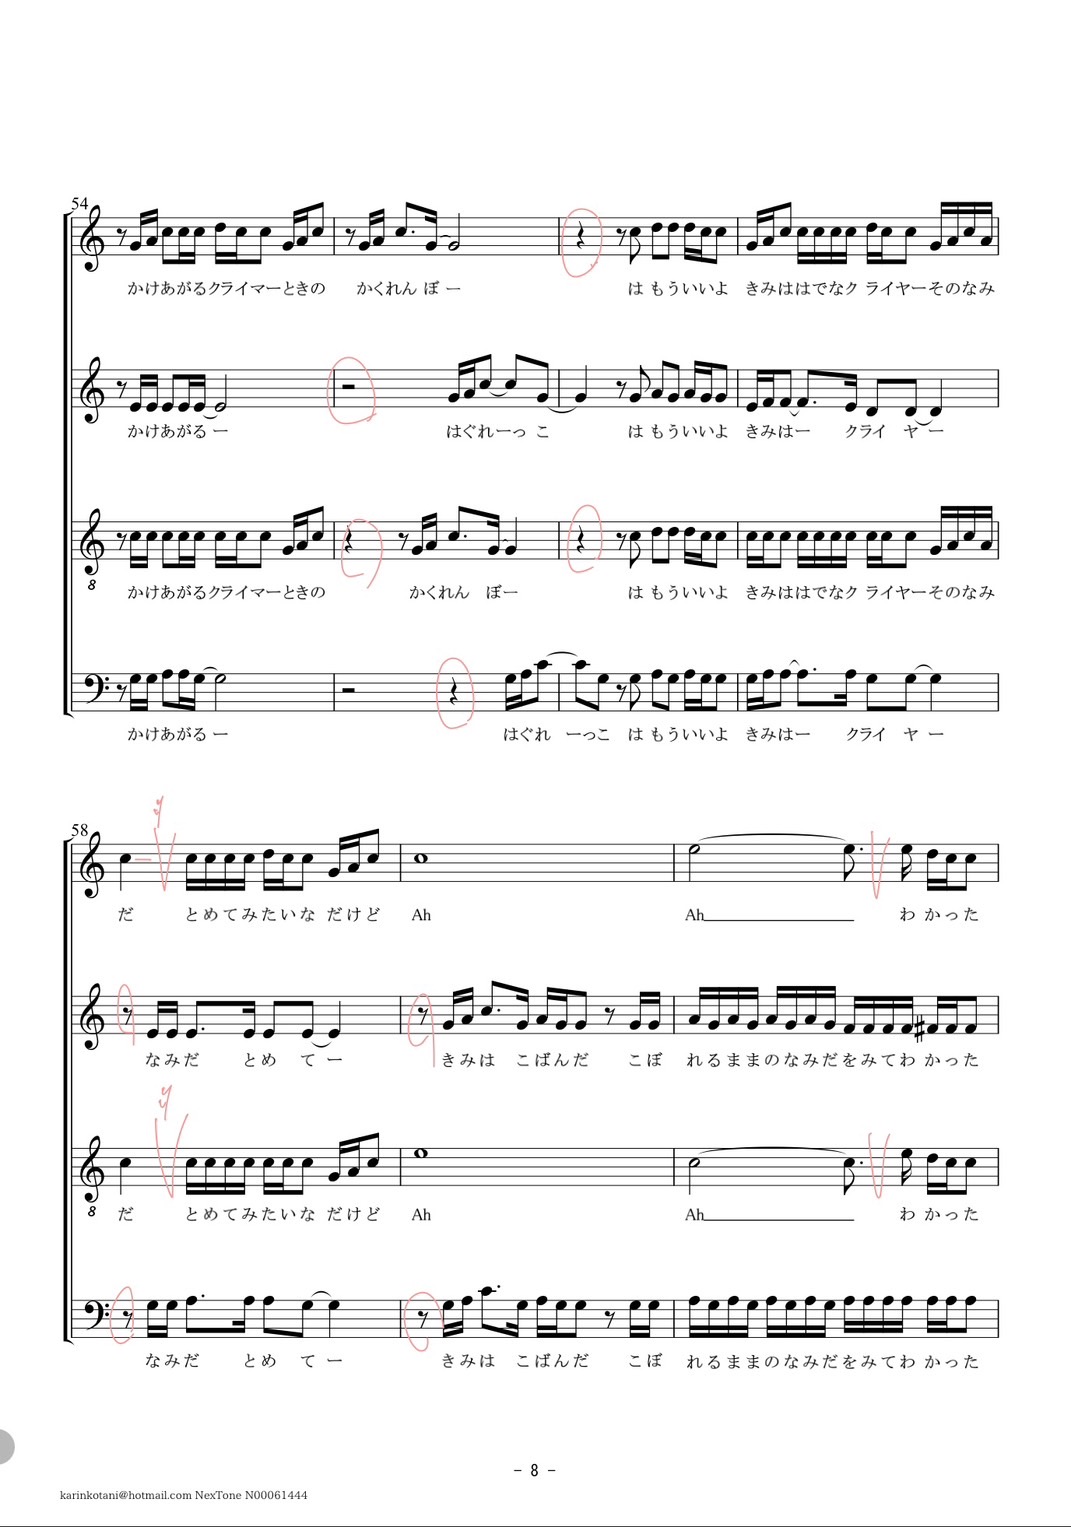 54
かけあがるクライマーときの かくれん ぼ ー は もういいよ きみははでなク ライヤーそのなみ
かけあがる ー はぐれーっ こ は もういいよ きみはー クライ ヤ ー
8
かけあがるクライマーときの かくれん ぼー は もういいよ きみははでなク ライヤーそのなみ
かけあがる ー はぐれ ーっこ は もういいよ きみはー クライ ヤ ー
58
だ とめてみたいな だけど Ah Ah わ かった
なみだ とめ て ー きみは こばんだ こぼ れるままのなみだをみてわ かった
8
だ とめてみたいな だけど Ah Ah わ かった
なみだ とめ て ー きみは こばんだ こぼ れるままのなみだをみてわ かった
- 8 -
karinkotani@hotmail.com NexTone N00061444